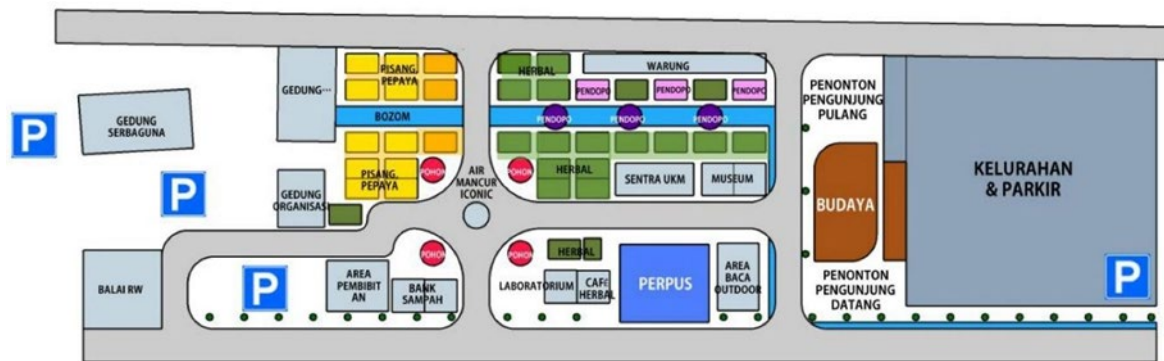 P
GEDUNG
SERBAGUNA
P
GEDUNG...
GEDUNG
ORGANISASI
BALAI RW
PISANG,
PEPAYA
BOZOM
PISANG,
PEPAYA
POHON
AIR
MANCUR
ICONIC
POHON
P
AREA
PEMBIBIT
AN
BANK
SAMPAH
HERBAL
WARUNG
PENDOPO
PENDOPO
PENDOPO
PENDOPO
PENDOPO
PENDOPO
POHON
HERBAL
SENTRA UKM
MUSEUM
POHON
HERBAL
LABORATORIUM
CAFE
HERBAL
PERPUS
AREA
BACA
OUTDOOR
PENONTON
PENGUNJUNG
PULANG
BUDAYA
PENONTON
PENGUNJUNG
DATANG
KELURAHAN
& PARKIR
P